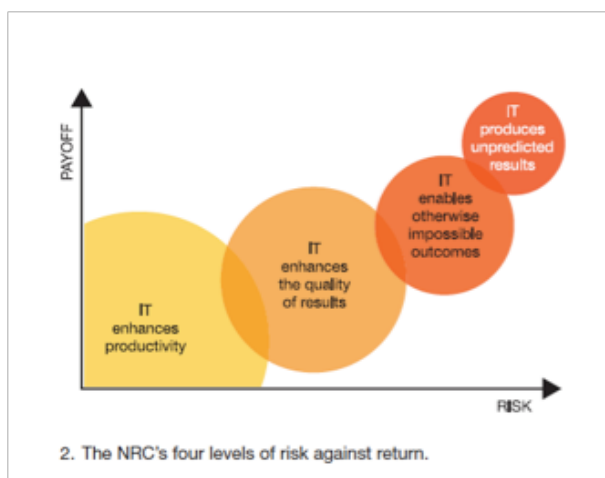 PAYOFF
IT
produces
unpredicted
results
IT
enables
otherwise
impossible
outcomes
IT
enhances
the quality
of results
IT
enhances
productivity
RISK
2. The NRC's four levels of risk against return.